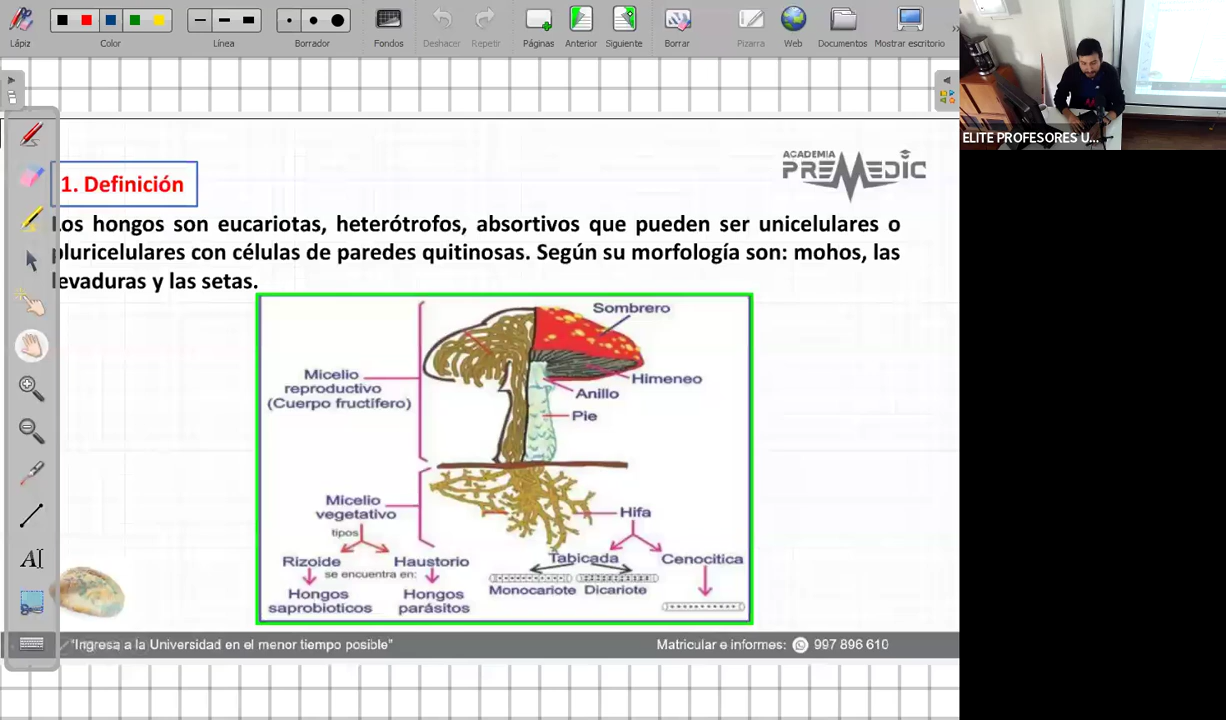 Lápiz
Color
Línea
Borrador
Fondos
Deshacer
Repetir
Páginas
Anterior
Siguiente
Borrar
Pizarra
Web
Documentos
Mostrar escritorio
ELITE PROFESORES U...
ACADEMIA
PREMEDIC
1. Definición
Los hongos son eucariotas, heterótrofos, absortivos que pueden ser unicelulares o
pluricelulares con células de paredes quitinosas. Según su morfología son: mohos, las
levaduras y las setas.
Sombrero
Micelio
reproductivo
(Cuerpo fructífero)
Himeneo
Anillo
Pie
Micelio
vegetativo
Hifa
tipos
Rizoide
Haustorio
Tabicada
Cenocitica
se encuentra en:
Monocariote
Dicariote
Hongos
saprobioticos
Hongos
parásitos
"Ingresa a la Universidad en el menor tiempo posible"
Matricular e informes: 997 896 610